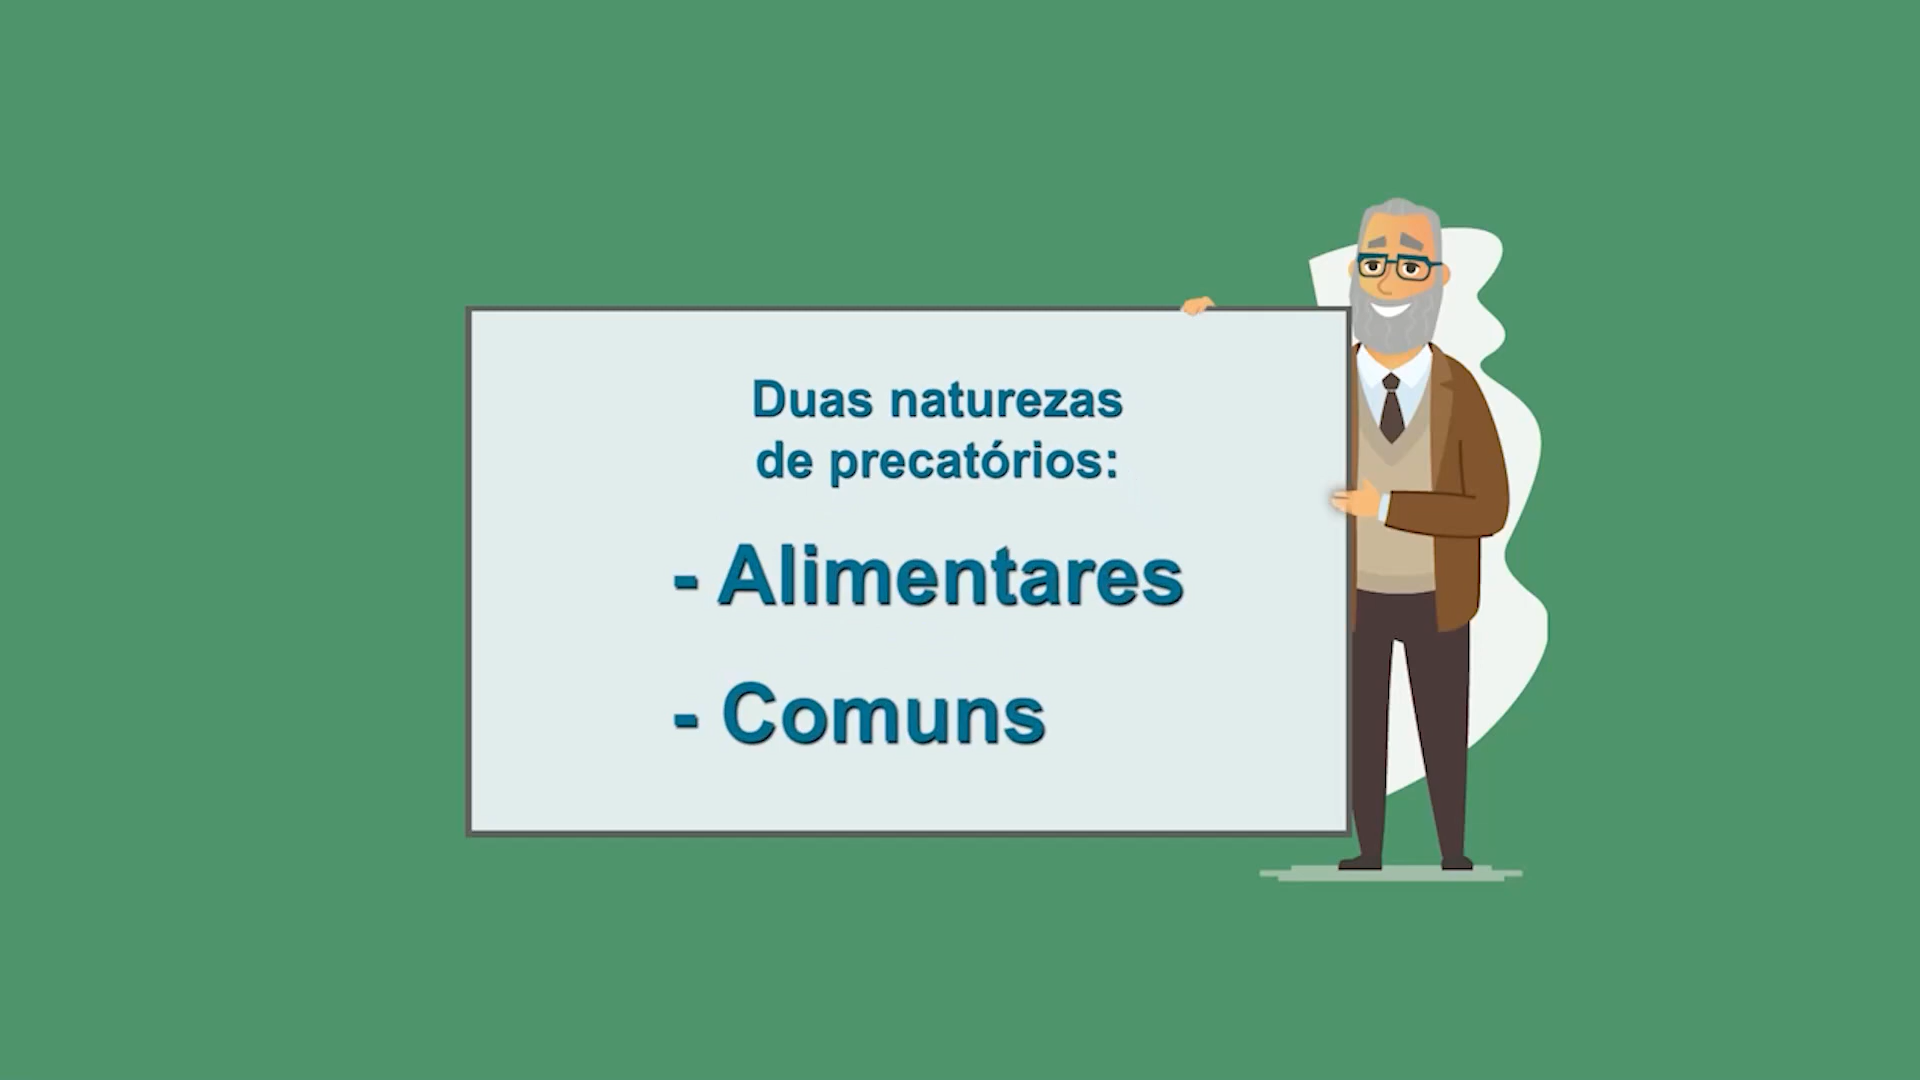 Duas naturezas
de precatórios:
- Alimentares
- Comuns